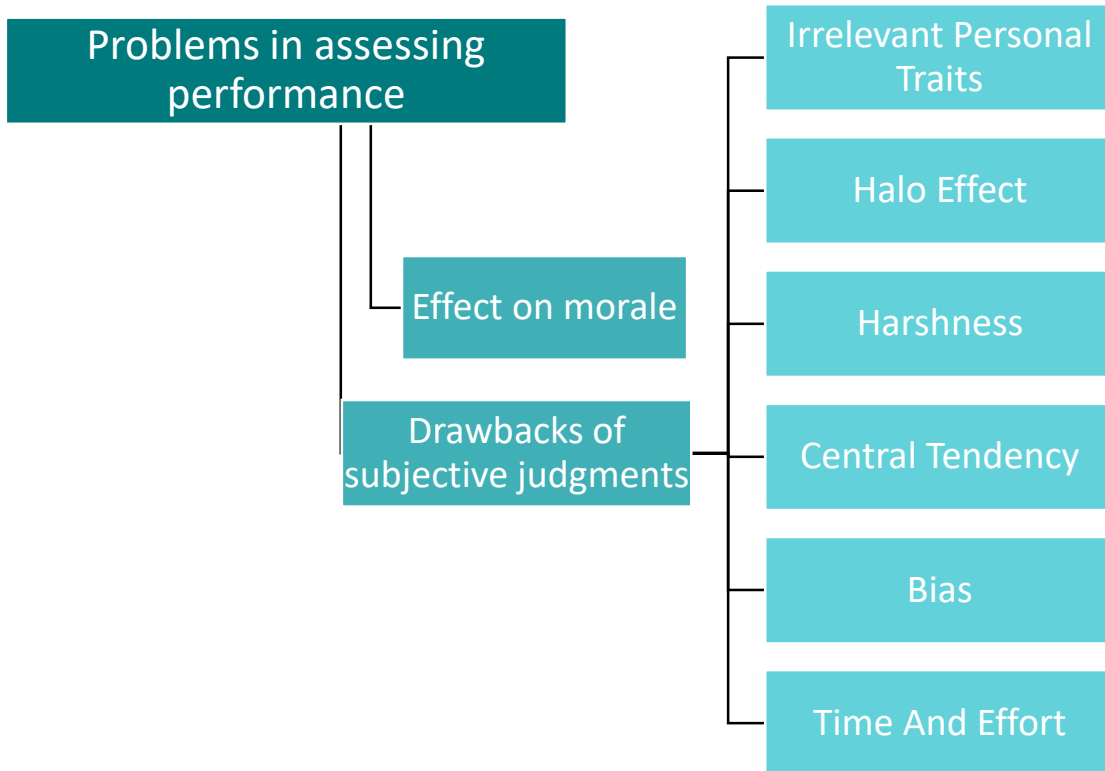 Problems in assessing
performance
Effect on morale
Drawbacks of
subjective judgments
Irrelevant Personal
Traits
Halo Effect
Harshness
Central Tendency
Bias
Time And Effort